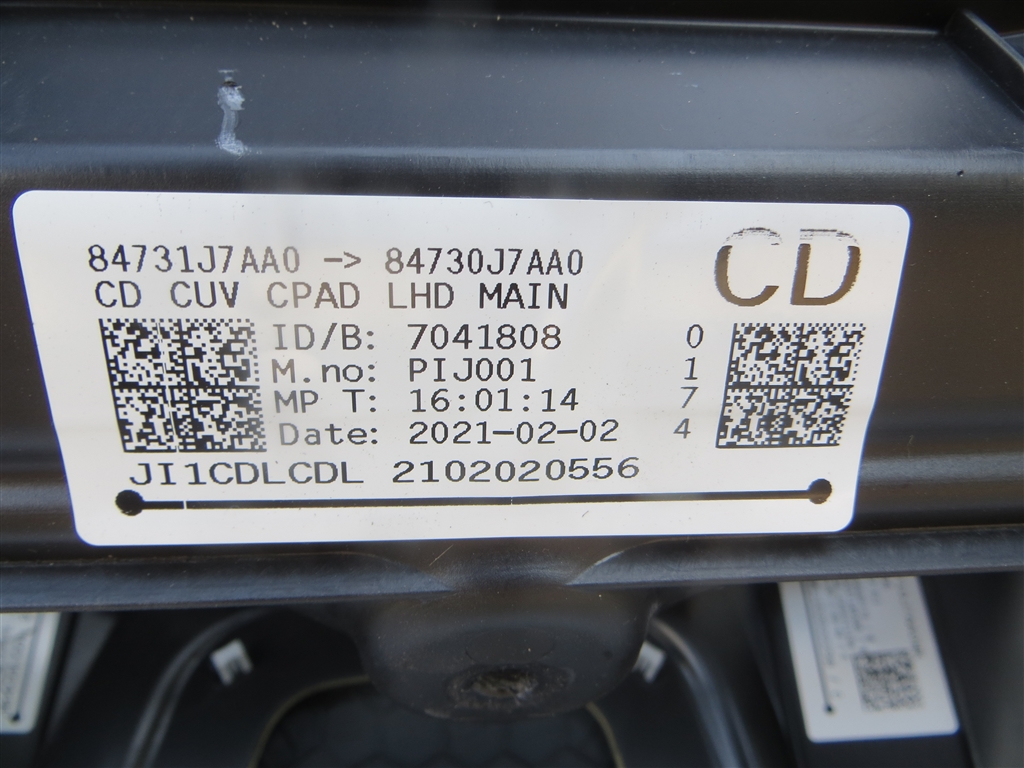 84731J7AA0 -> 84730J7AA0
CD
CD CUV CPAD LHD MAIN
ID/B: 7041808 0
M.no: PIJ001 1
MP T: 16:01:14 7
Date: 2021-02-02 4
JI1CDLCDL 2102020556